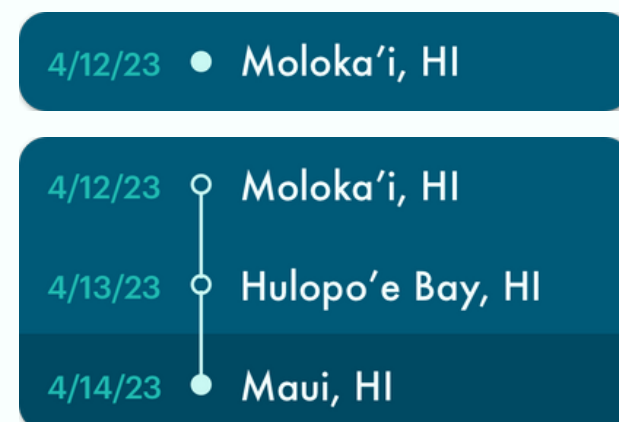 4/12/23 Moloka’i, HI
4/12/23 Moloka’i, HI
4/13/23 Hulopo’e Bay, HI
4/14/23 Maui, HI